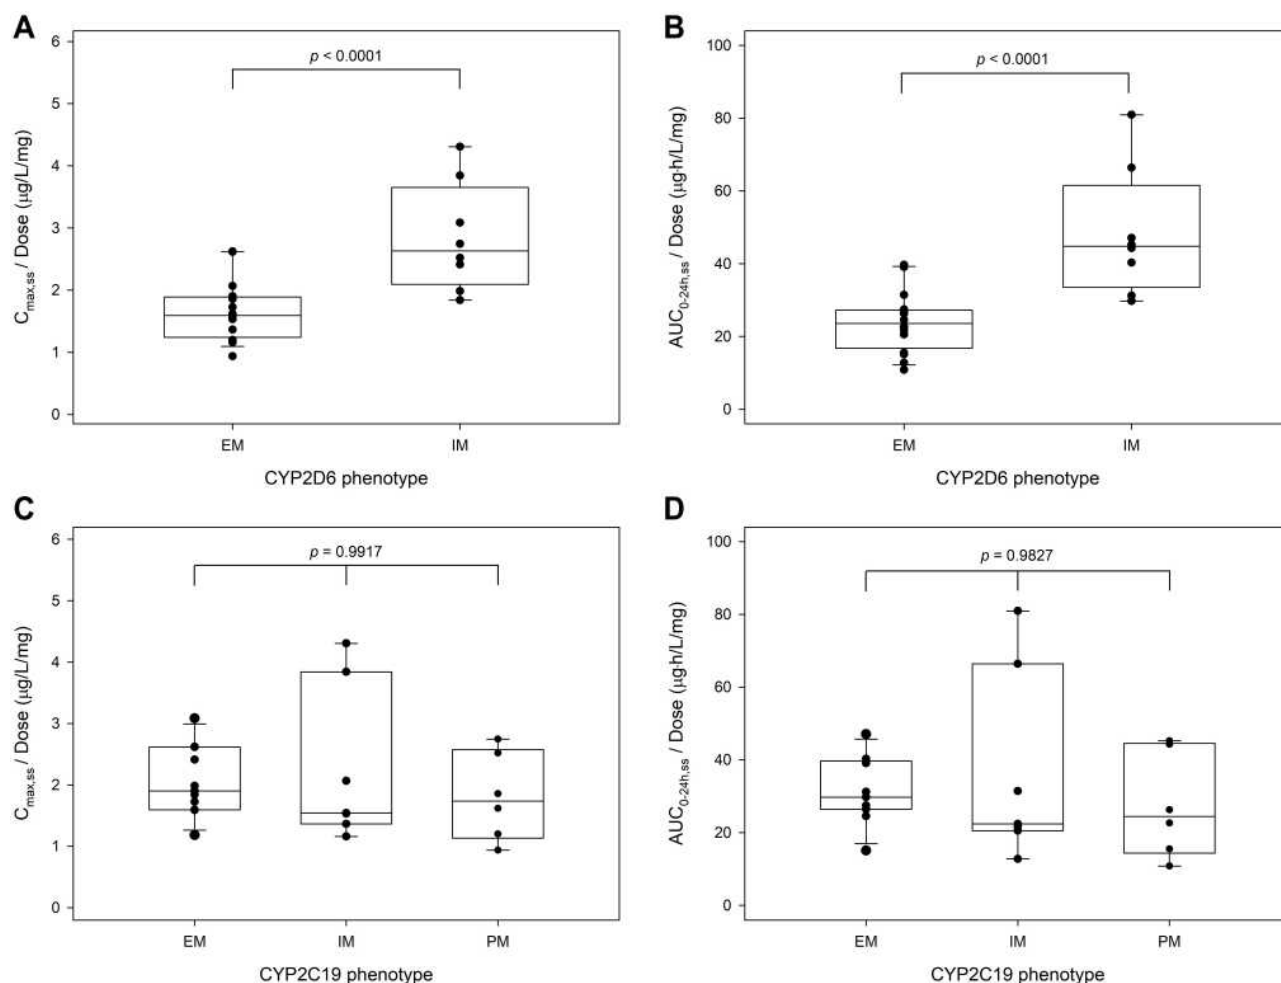 A
6
5
4
3
2
1
0
C_max,ss / Dose (µg/L/mg)
p < 0.0001
EM
IM
CYP2D6 phenotype
B
100
80
60
40
20
0
AUC_0-24h,ss / Dose (µg·h/L/mg)
p < 0.0001
EM
IM
CYP2D6 phenotype
C
6
5
4
3
2
1
0
C_max,ss / Dose (µg/L/mg)
p = 0.9917
EM
IM
PM
CYP2C19 phenotype
D
100
80
60
40
20
0
AUC_0-24h,ss / Dose (µg·h/L/mg)
p = 0.9827
EM
IM
PM
CYP2C19 phenotype